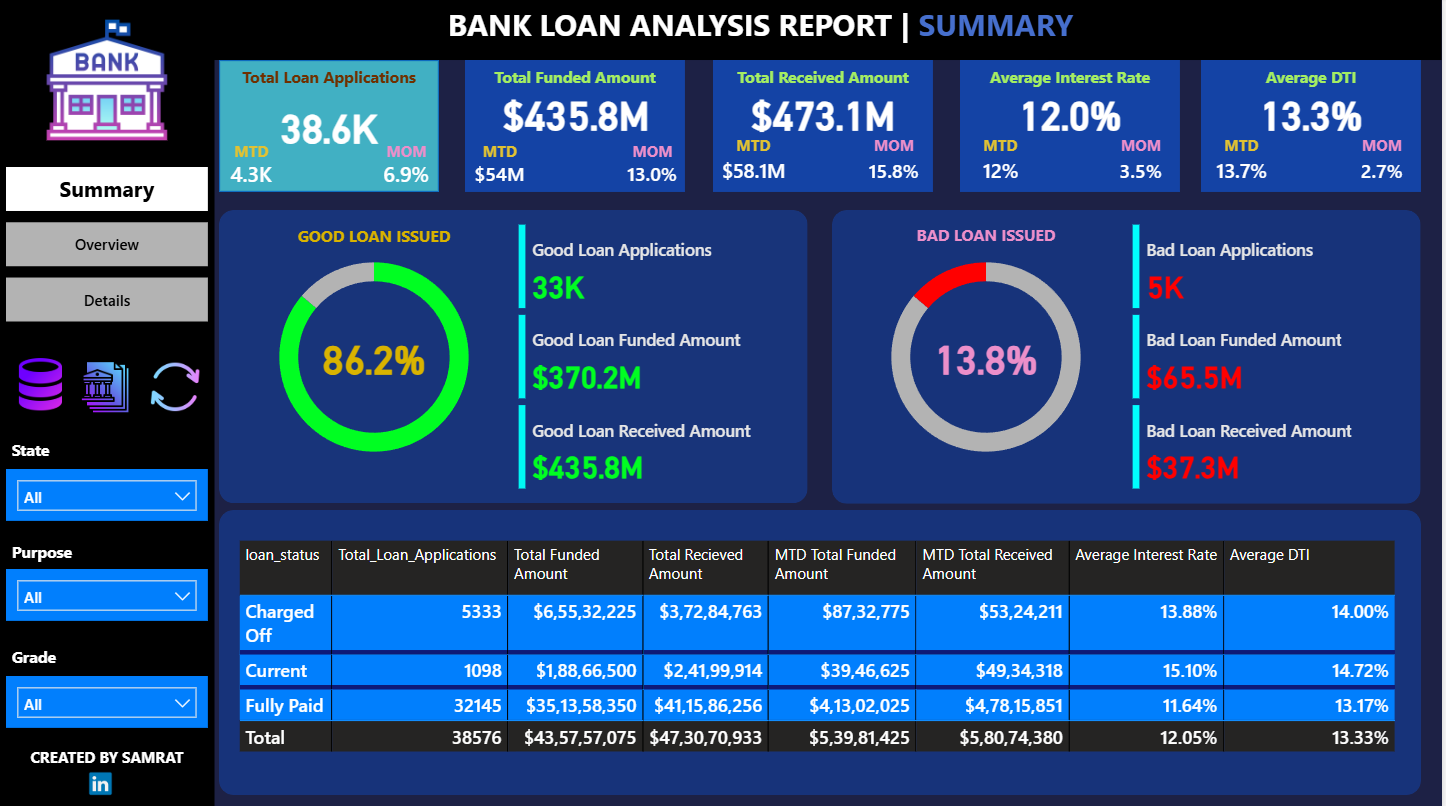 BANK LOAN ANALYSIS REPORT | SUMMARY
BANK
Summary
Overview
Details
State
All
Purpose
All
Grade
All
CREATED BY SAMRAT
in
Total Loan Applications
38.6K
MTD MOM
4.3K 6.9%
Total Funded Amount
$435.8M
MTD MOM
$54M 13.0%
Total Received Amount
$473.1M
MTD MOM
$58.1M 15.8%
Average Interest Rate
12.0%
MTD MOM
12% 3.5%
Average DTI
13.3%
MTD MOM
13.7% 2.7%
GOOD LOAN ISSUED
86.2%
Good Loan Applications
33K
Good Loan Funded Amount
$370.2M
Good Loan Received Amount
$435.8M
BAD LOAN ISSUED
13.8%
Bad Loan Applications
5K
Bad Loan Funded Amount
$65.5M
Bad Loan Received Amount
$37.3M
loan_status Total_Loan_Applications Total Funded Amount Total Recieved Amount MTD Total Funded Amount MTD Total Received Amount Average Interest Rate Average DTI
Charged Off 5333 $6,55,32,225 $3,72,84,763 $87,32,775 $53,24,211 13.88% 14.00%
Current 1098 $1,88,66,500 $2,41,99,914 $39,46,625 $49,34,318 15.10% 14.72%
Fully Paid 32145 $35,13,58,350 $41,15,86,256 $4,13,02,025 $4,78,15,851 11.64% 13.17%
Total 38576 $43,57,57,075 $47,30,70,933 $5,39,81,425 $5,80,74,380 12.05% 13.33%